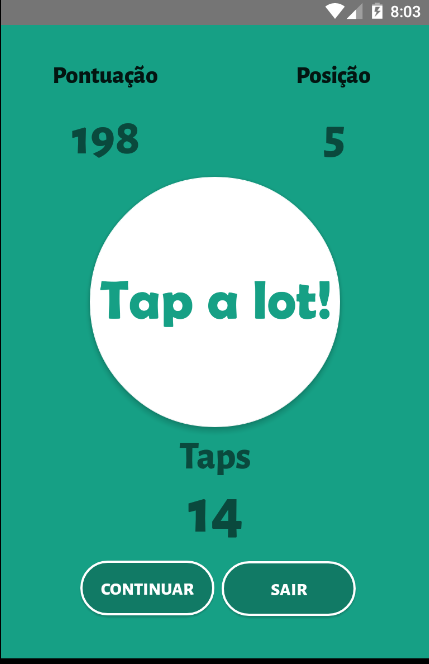 8:03
Pontuação Posição
198 5
Tap a lot!
Taps
14
CONTINUAR SAIR